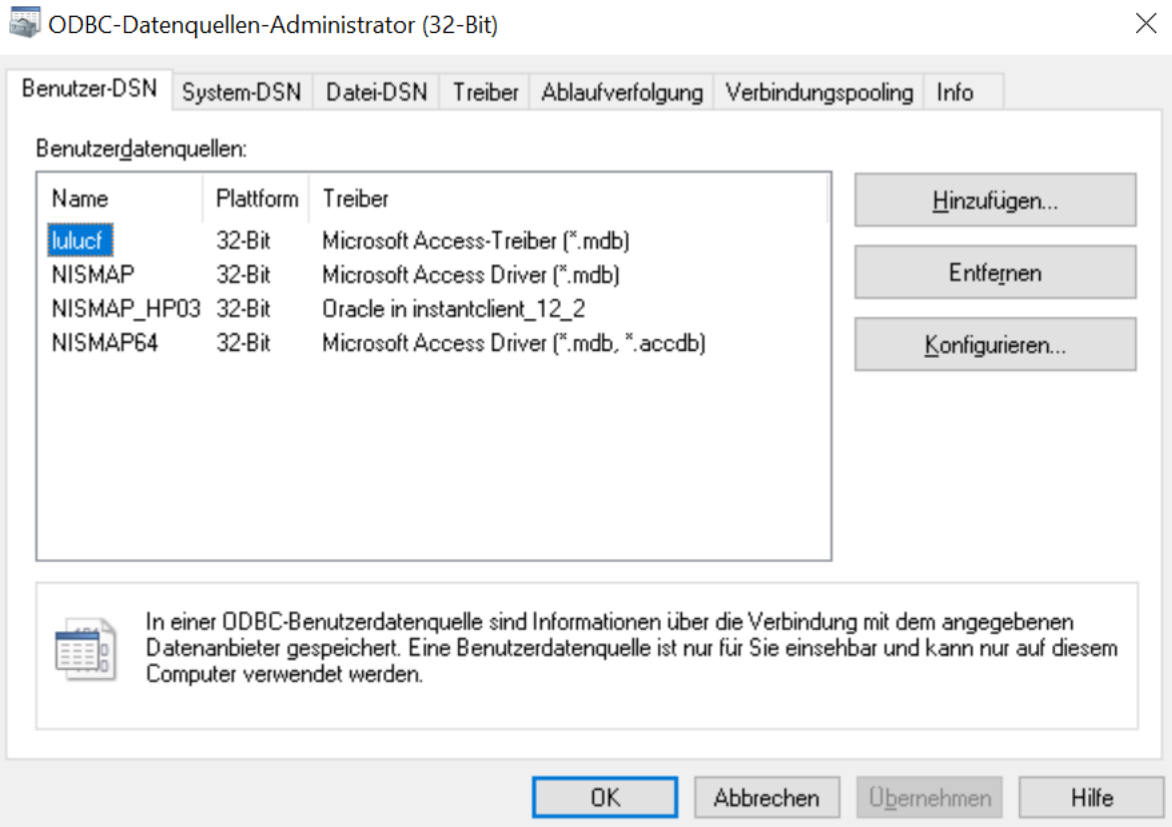 ODBC-Datenquellen-Administrator (32-Bit)
Benutzer-DSN System-DSN Datei-DSN Treiber Ablaufverfolgung Verbindungspooling Info
Benutzerdatenquellen:
Name Plattform Treiber
lulucf 32-Bit Microsoft Access-Treiber (*.mdb)
NISMAP 32-Bit Microsoft Access Driver (*.mdb)
NISMAP_HP03 32-Bit Oracle in instantclient_12_2
NISMAP64 32-Bit Microsoft Access Driver (*.mdb, *.accdb)
Hinzufügen...
Entfernen
Konfigurieren...
In einer ODBC-Benutzerdatenquelle sind Informationen über die Verbindung mit dem angegebenen
Datenanbieter gespeichert. Eine Benutzerdatenquelle ist nur für Sie einsehbar und kann nur auf diesem
Computer verwendet werden.
OK Abbrechen Übernehmen Hilfe